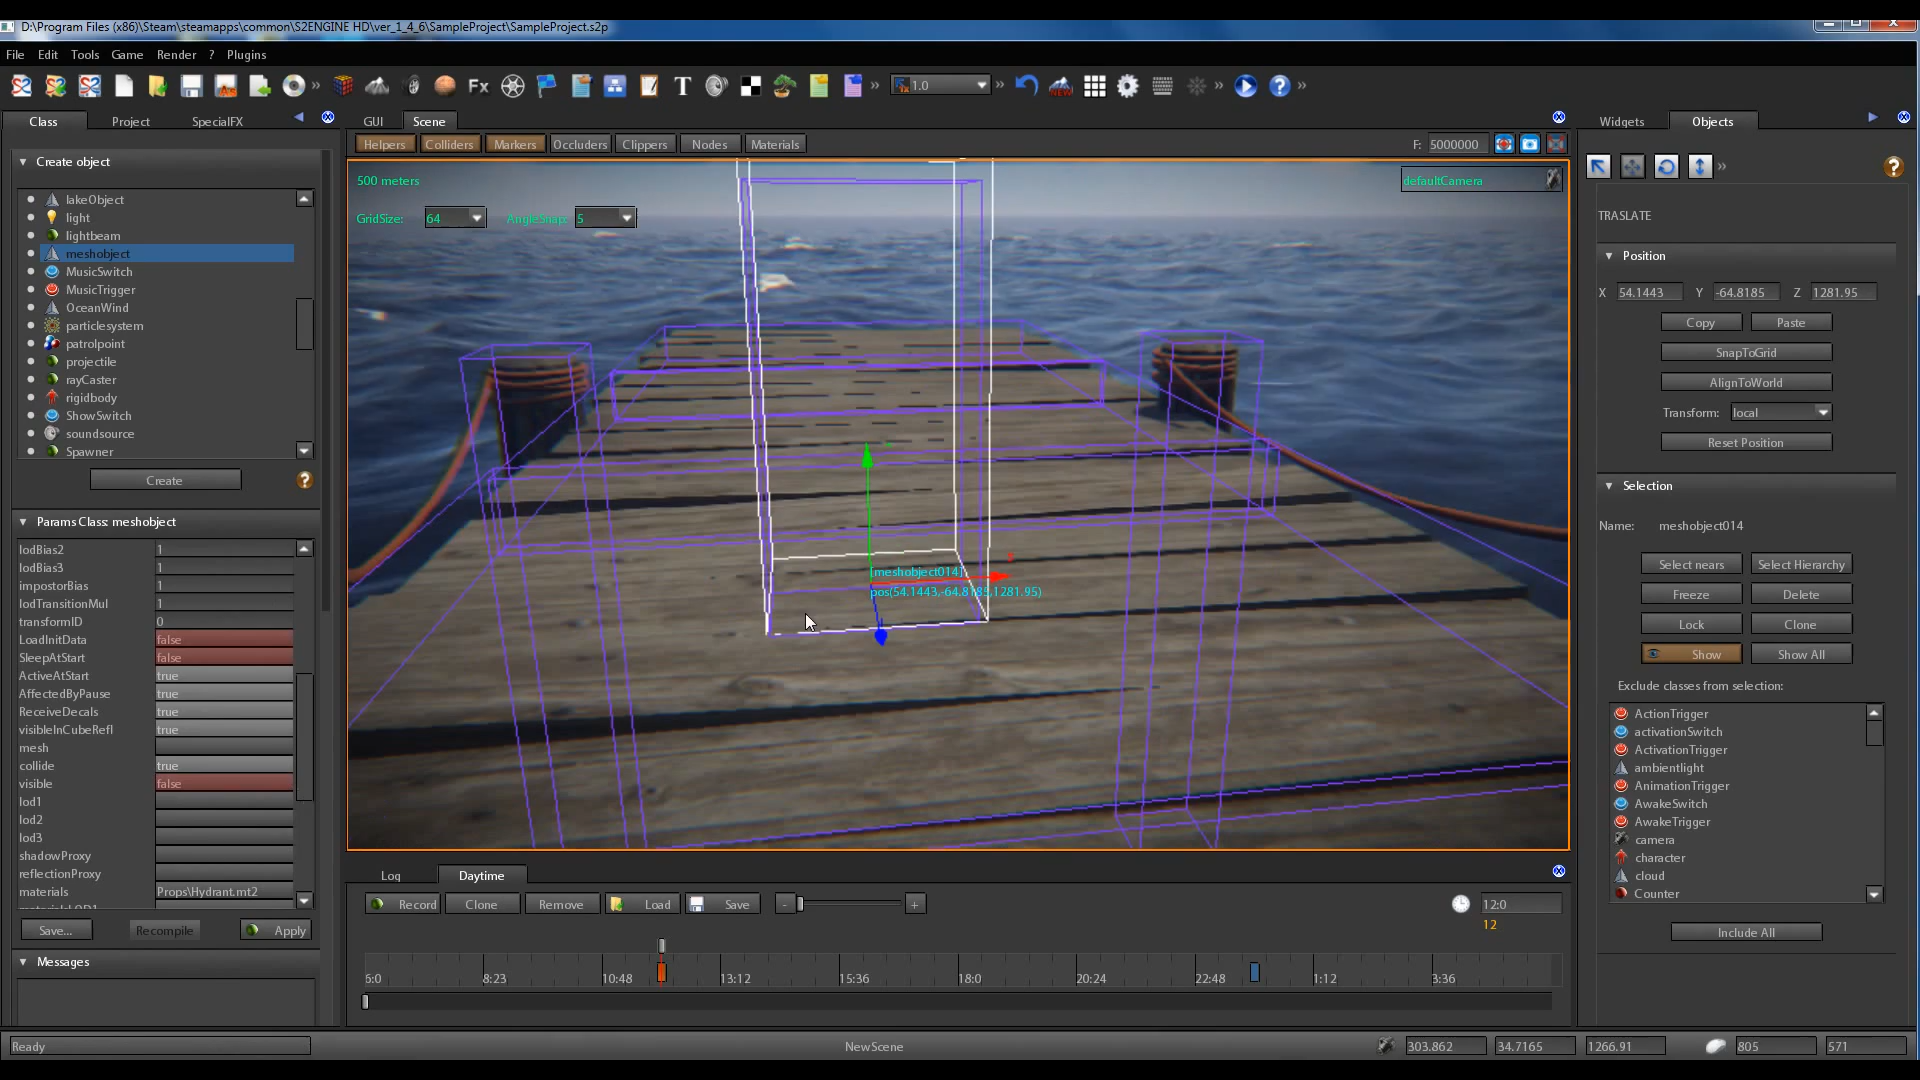 D:\Program Files (x86)\Steam\steamapps\common\S2ENGINE HD\ver_1_4_6\SampleProject\SampleProject.s2p
File Edit Tools Game Render ? Plugins
Fx T 1.0 NEW
Class Project SpecialFX
GUI Scene
Widgets Objects
Helpers Colliders Markers Occluders Clippers Nodes Materials
F: 5000000
Create object
lakeObject
light
lightbeam
meshobject
MusicSwitch
MusicTrigger
OceanWind
particlesystem
patrolpoint
projectile
rayCaster
rigidbody
ShowSwitch
soundsource
Spawner
Create
Params Class: meshobject
lodBias2 1
lodBias3 1
impostorBias 1
lodTransitionMul 1
transformID 0
LoadInitData false
SleepAtStart false
ActiveAtStart true
AffectedByPause true
ReceiveDecals true
visibleInCubeRefl true
mesh
collide true
visible false
lod1
lod2
lod3
shadowProxy
reflectionProxy
materials Props\Hydrant.mt2
materialsLOD1
Save... Recompile Apply
Messages
500 meters
defaultCamera
GridSize: 64 AngleSnap: 5
[meshobject014]
pos(54.1443,-64.8185,1281.95)
Log Daytime
Record Clone Remove Load Save - +
12:0
12
6:0 8:23 10:48 13:12 15:36 18:0 20:24 22:48 1:12 3:36
TRASLATE
Position
X 54.1443 Y -64.8185 Z 1281.95
Copy Paste
SnapToGrid
AlignToWorld
Transform: local
Reset Position
Selection
Name: meshobject014
Select nears Select Hierarchy
Freeze Delete
Lock Clone
Show Show All
Exclude classes from selection:
ActionTrigger
activationSwitch
ActivationTrigger
ambientlight
AnimationTrigger
AwakeSwitch
AwakeTrigger
camera
character
cloud
Counter
Include All
Ready NewScene 303.862 34.7165 1266.91 805 571